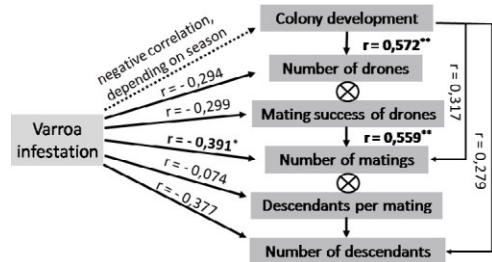 Colony development
negative correlation,
depending on season
r = 0,572**
Number of drones
r = - 0,294
r = - 0,299
Mating success of drones
r = 0,317
Varroa
infestation
r = - 0,391*
r = 0,559**
Number of matings
r = 0,279
r = - 0,074
Descendants per mating
r = - 0,377
Number of descendants